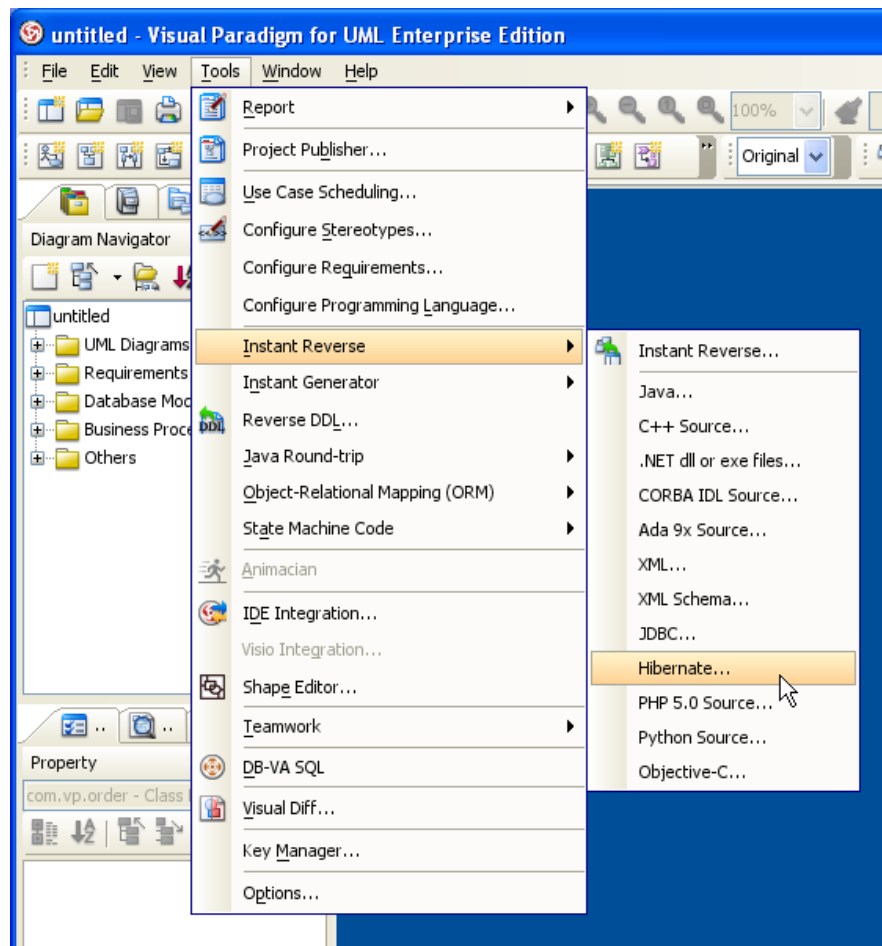 untitled - Visual Paradigm for UML Enterprise Edition
File Edit View Tools Window Help
100%
Original
Diagram Navigator
untitled
UML Diagrams
Requirements
Database Mod
Business Proce
Others
Report
Project Publisher...
Use Case Scheduling...
Configure Stereotypes...
Configure Requirements...
Configure Programming Language...
Instant Reverse
Instant Generator
DDL
Reverse DDL...
Java Round-trip
Object-Relational Mapping (ORM)
State Machine Code
Animacian
IDE Integration...
Visio Integration...
Shape Editor...
Teamwork
DB-VA SQL
Visual Diff...
Key Manager...
Options...
Instant Reverse...
Java...
C++ Source...
.NET dll or exe files...
CORBA IDL Source...
Ada 9x Source...
XML...
XML Schema...
JDBC...
Hibernate...
PHP 5.0 Source...
Python Source...
Objective-C...
.. ..
Property
com.vp.order - Class